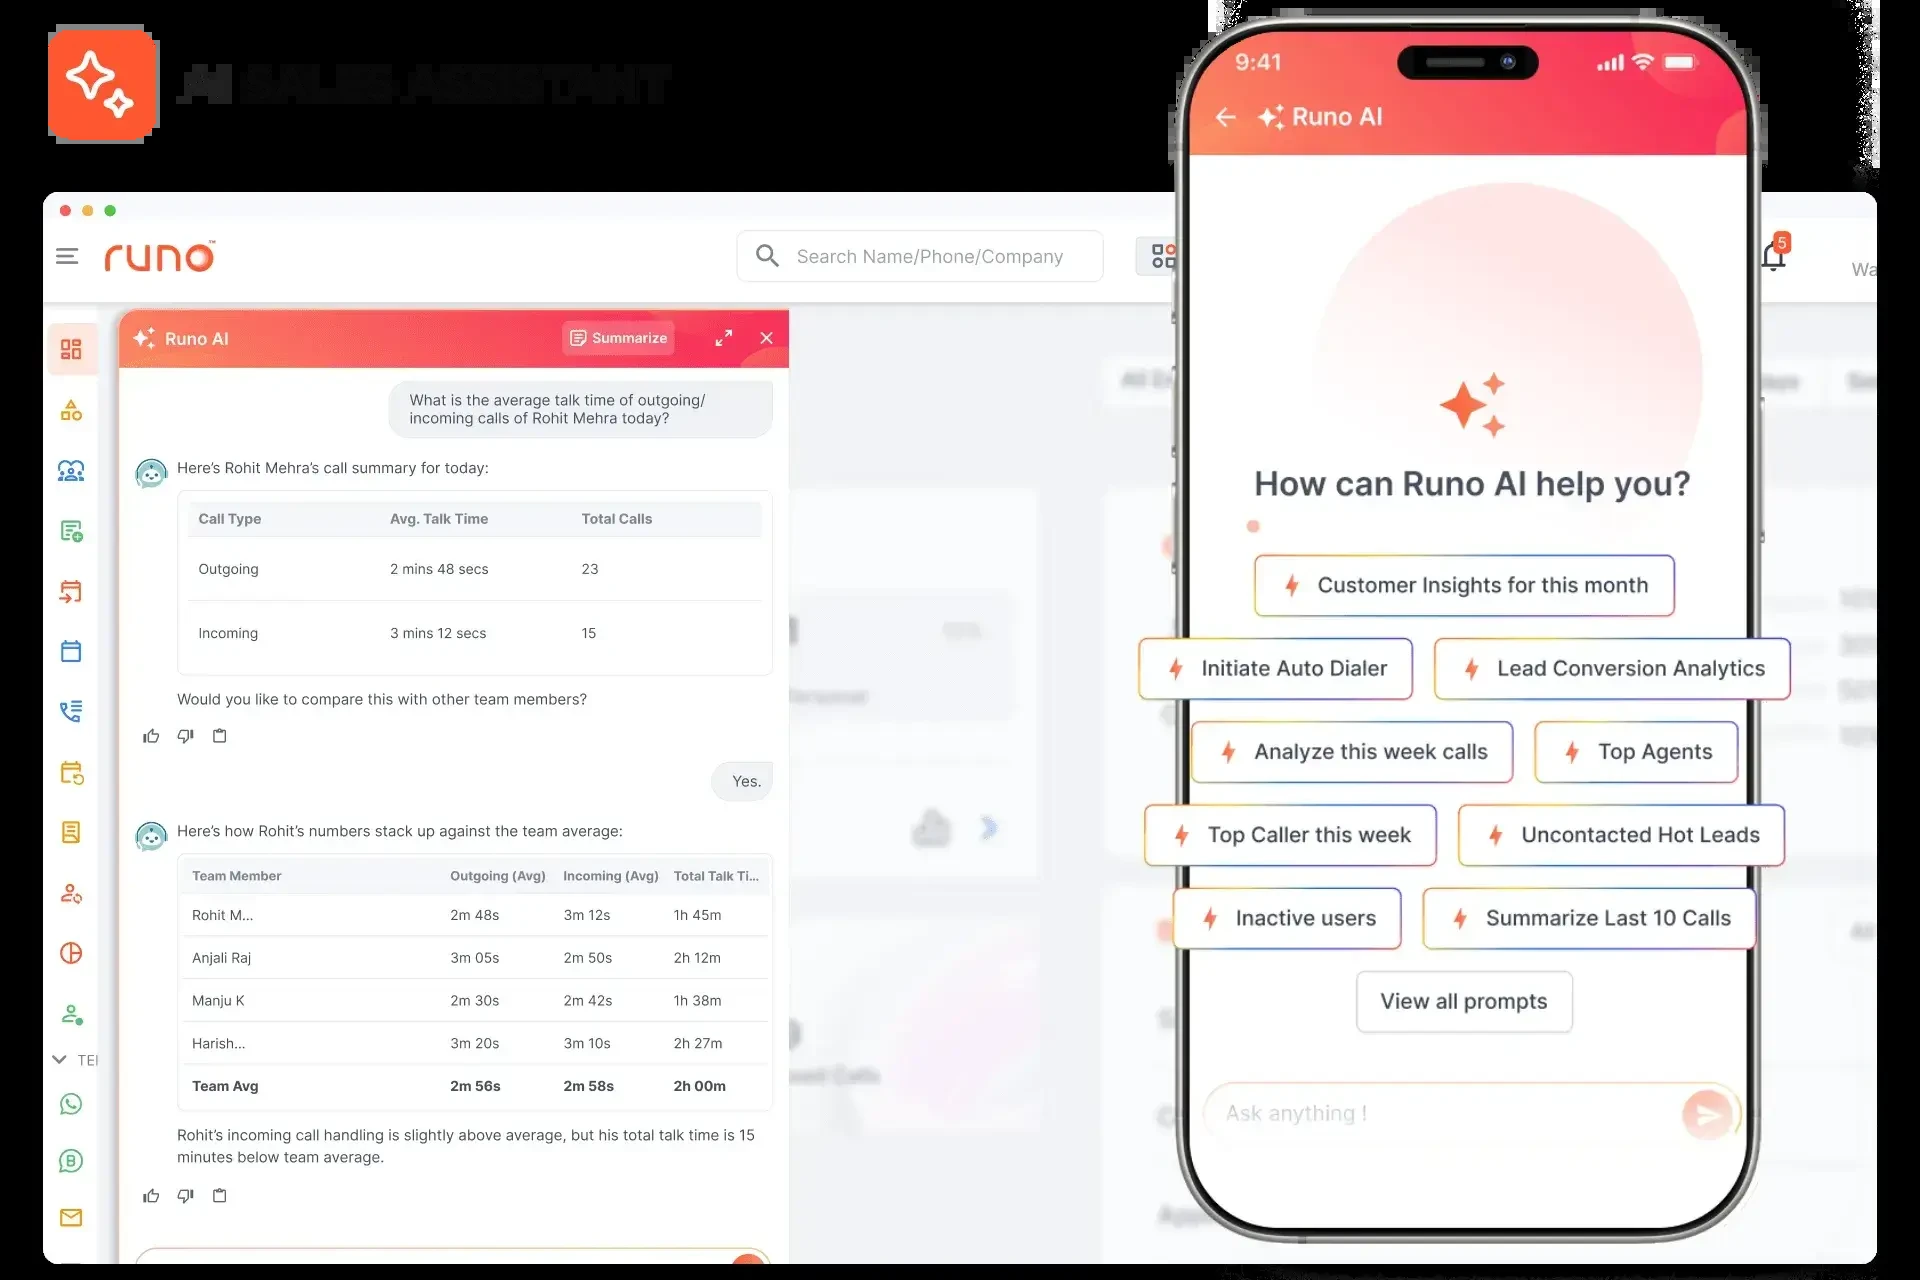 AI SALES ASSISTANT
runo™
Search Name/Phone/Company
5
Wa
Runo AI
Summarize
What is the average talk time of outgoing/
incoming calls of Rohit Mehra today?
Here’s Rohit Mehra’s call summary for today:
Call Type Avg. Talk Time Total Calls
Outgoing 2 mins 48 secs 23
Incoming 3 mins 12 secs 15
Would you like to compare this with other team members?
Yes.
Here’s how Rohit’s numbers stack up against the team average:
Team Member Outgoing (Avg) Incoming (Avg) Total Talk Ti...
Rohit M... 2m 48s 3m 12s 1h 45m
Anjali Raj 3m 05s 2m 50s 2h 12m
Manju K 2m 30s 2m 42s 1h 38m
Harish... 3m 20s 3m 10s 2h 27m
Team Avg 2m 56s 2m 58s 2h 00m
Rohit’s incoming call handling is slightly above average, but his total talk time is 15
minutes below team average.
TE
9:41
Runo AI
How can Runo AI help you?
Customer Insights for this month
Initiate Auto Dialer
Lead Conversion Analytics
Analyze this week calls
Top Agents
Top Caller this week
Uncontacted Hot Leads
Inactive users
Summarize Last 10 Calls
View all prompts
Ask anything !